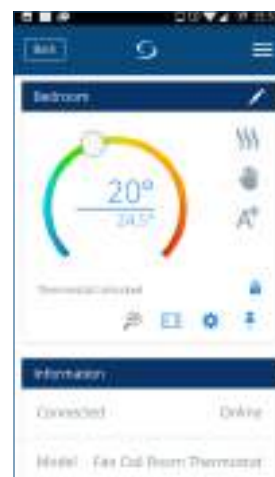 Back
Bedroom
20°
24.5°
Thermostat unlocked
Information
Connected Online
Model Fan Coil Room Thermostat